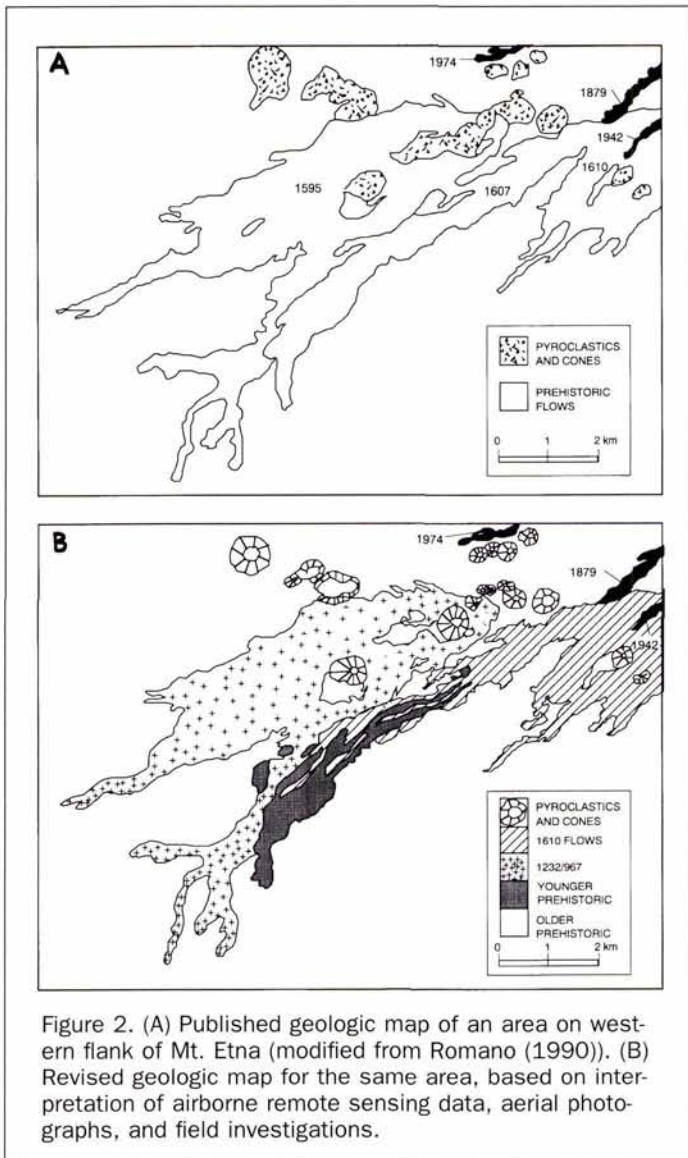 A
1974
1879
1942
1610
1595
1607
PYROCLASTICS
AND CONES
PREHISTORIC
FLOWS
0 1 2 km
B
1974
1879
1942
PYROCLASTICS
AND CONES
1610 FLOWS
1232/967
YOUNGER
PREHISTORIC
OLDER
PREHISTORIC
0 1 2 km
Figure 2. (A) Published geologic map of an area on west-
ern flank of Mt. Etna (modified from Romano (1990)). (B)
Revised geologic map for the same area, based on inter-
pretation of airborne remote sensing data, aerial photo-
graphs, and field investigations.